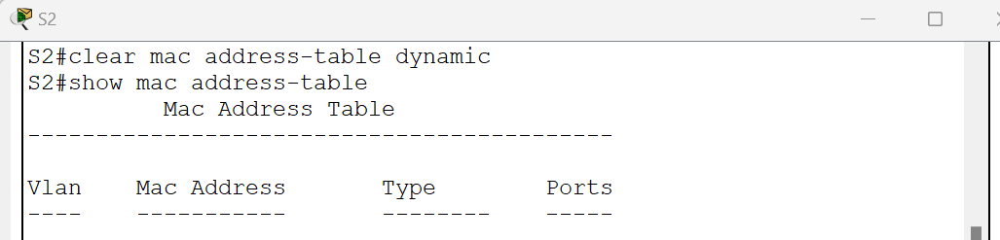 S2
S2#clear mac address-table dynamic
S2#show mac address-table
          Mac Address Table
-------------------------------------------

Vlan    Mac Address       Type        Ports
----    -----------       --------    -----